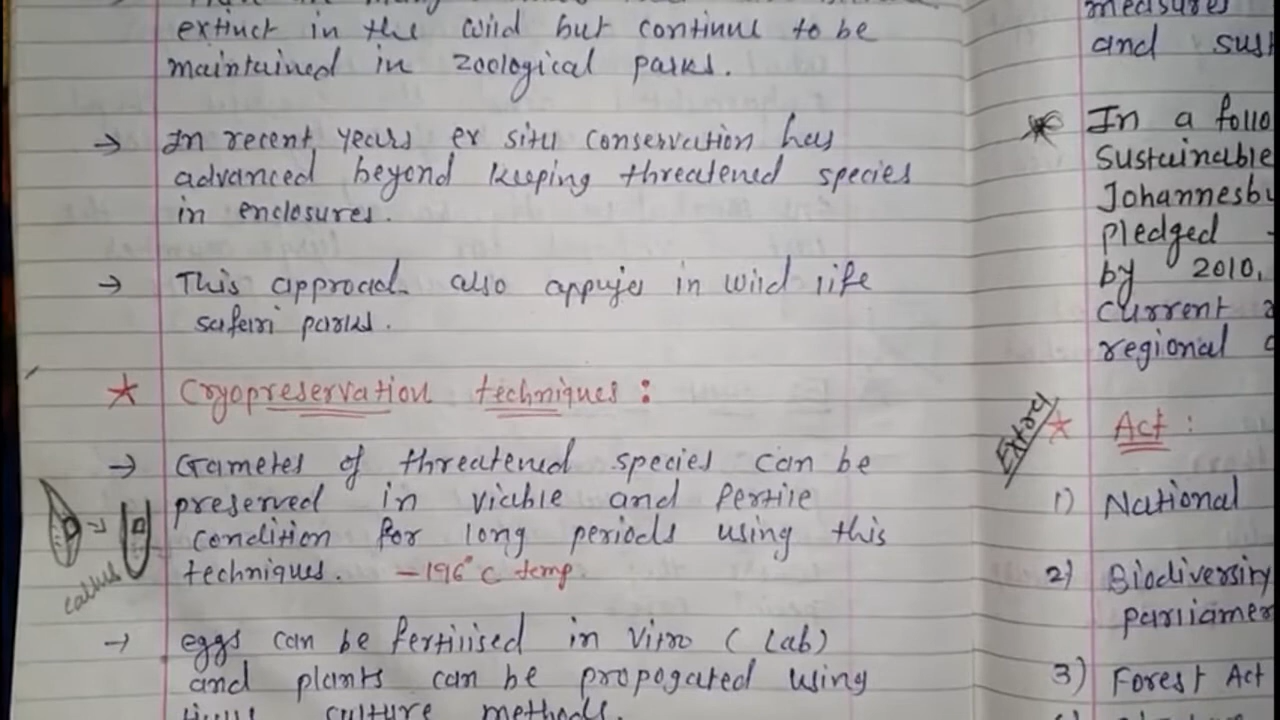 extinct in the wild but continue to be
maintained in zoological parks.
→ In recent years ex situ conservation has
advanced beyond keeping threatened species
in enclosures.
→ This approach also applies in wild life
safari parks.
★ Cryopreservation techniques :
→ Gametes of threatened species can be
preserved in viable and fertile
condition for long periods using this
techniques. -196°C temp.
callus
→ eggs can be fertilised in vitro (Lab)
and plants can be propogated using
culture methods.
measures
and
In a
Sustainable
pledged
by 2010,
current
regional
Extra
★ Act :
1) National
2) Biodiversity
3) Forest Act